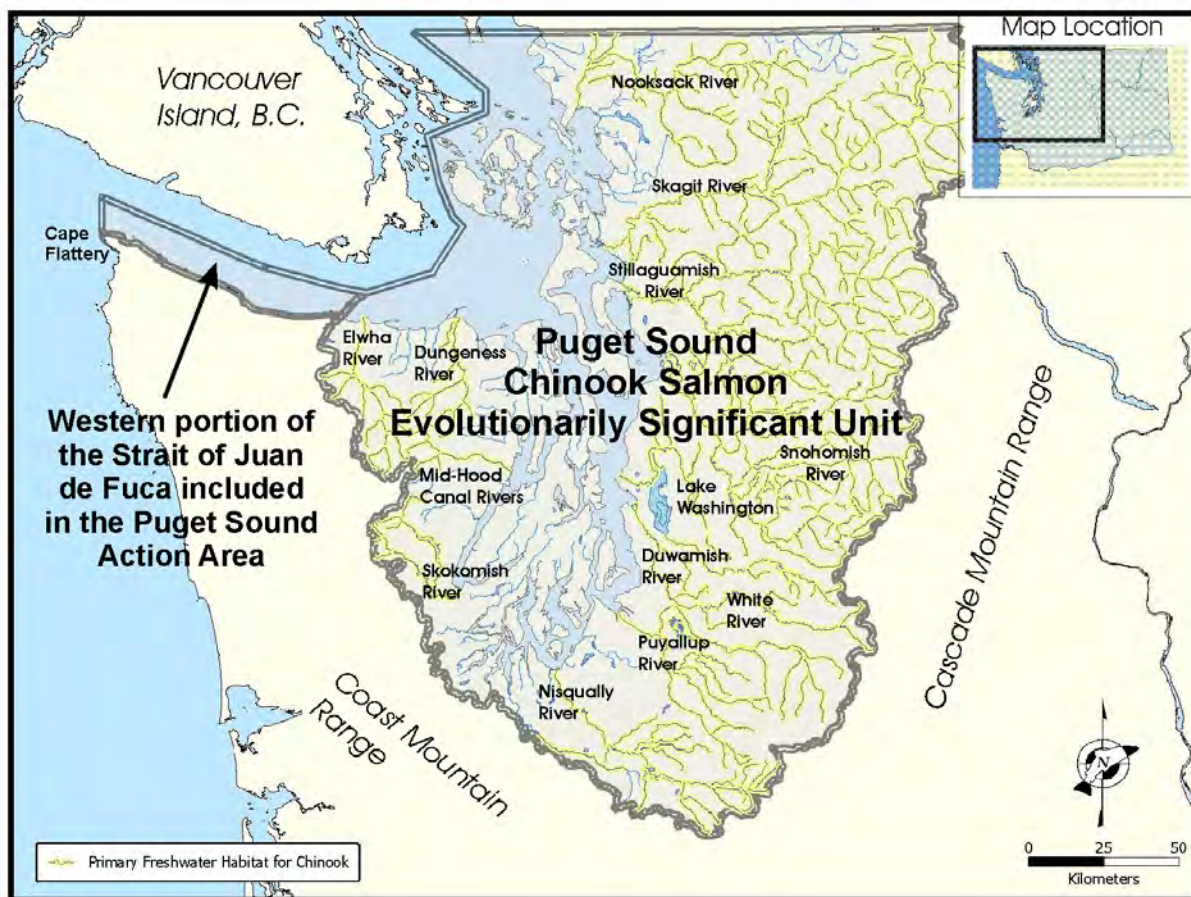 Map Location
Vancouver
Island, B.C.
Nooksack River
Skagit River
Cape
Flattery
Stillaguamish
River
Elwha
River
Dungeness
River
Puget Sound
Chinook Salmon
Evolutionarily Significant Unit
Western portion of
the Strait of Juan
de Fuca included
in the Puget Sound
Action Area
Mid-Hood
Canal Rivers
Lake
Washington
Snohomish
River
Cascade Mountain Range
Skokomish
River
Duwamish
River
White
River
Puyallup
River
Nisqually
River
Coast Mountain
Range
N
Primary Freshwater Habitat for Chinook
0 25 50
Kilometers